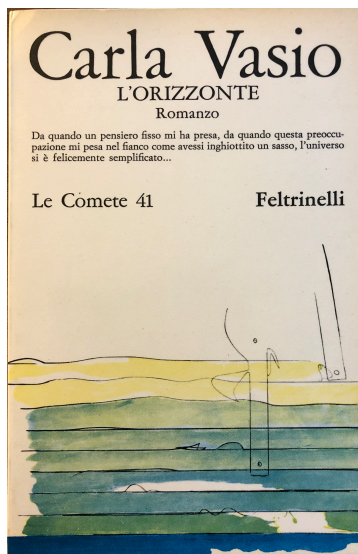 Carla Vasio
L'ORIZZONTE
Romanzo
Da quando un pensiero fisso mi ha presa, da quando questa preoccu-
pazione mi pesa nel fianco come avessi inghiottito un sasso, l'universo
si è felicemente semplificato...
Le Comete 41 Feltrinelli